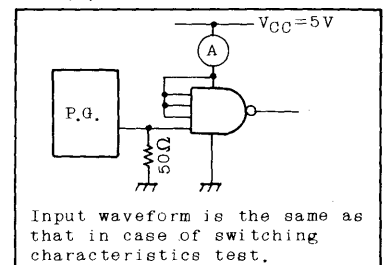 V_CC=5V
A
P.G.
50Ω
Input waveform is the same as
that in case of switching
characteristics test.